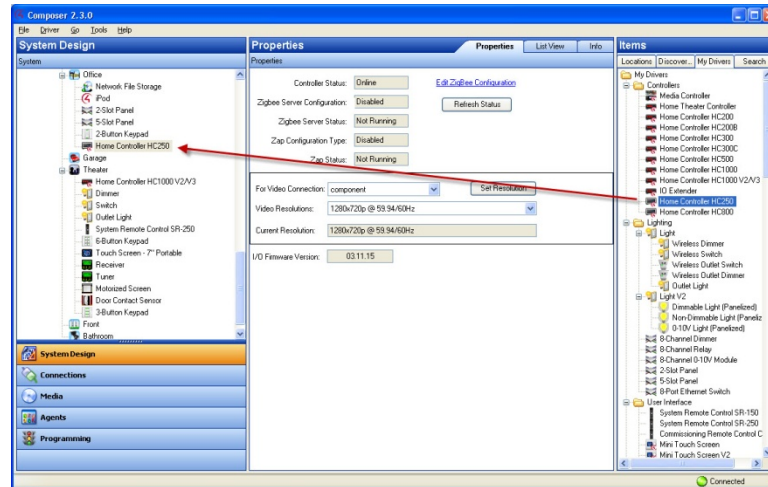 Composer 2.3.0
File Driver Go Tools Help
System Design
System
Office
Network File Storage
iPod
2-Slot Panel
5-Slot Panel
2-Button Keypad
Home Controller HC250
Garage
Theater
Home Controller HC1000 V2/V3
Dimmer
Switch
Outlet Light
System Remote Control SR-250
6-Button Keypad
Touch Screen - 7" Portable
Receiver
Tuner
Motorized Screen
Door Contact Sensor
3-Button Keypad
Front
Bathroom
System Design
Connections
Media
Agents
Programming
Properties
Properties List View Info
Properties
Controller Status: Online Edit ZigBee Configuration
Zigbee Server Configuration: Disabled Refresh Status
Zigbee Server Status: Not Running
Zap Configuration Type: Disabled
Zap Status: Not Running
For Video Connection: component Set Resolution
Video Resolutions: 1280x720p @ 59.94/60Hz
Current Resolution: 1280x720p @ 59.94/60Hz
I/O Firmware Version: 03.11.15
Items
Locations Discover... My Drivers Search
My Drivers
Controllers
Media Controller
Home Theater Controller
Home Controller HC200
Home Controller HC200B
Home Controller HC300
Home Controller HC300C
Home Controller HC500
Home Controller HC1000
Home Controller HC1000 V2/V3
IO Extender
Home Controller HC250
Home Controller HC800
Lighting
Light
Wireless Dimmer
Wireless Switch
Wireless Outlet Switch
Wireless Outlet Dimmer
Outlet Light
Light V2
Dimmable Light (Panelized)
Non-Dimmable Light (Paneliz
0-10V Light (Panelized)
8-Channel Dimmer
8-Channel Relay
8-Channel 0-10V Module
2-Slot Panel
5-Slot Panel
8-Port Ethernet Switch
User Interface
System Remote Control SR-150
System Remote Control SR-250
Commissioning Remote Control C
Mini Touch Screen
Mini Touch Screen V2
Connected